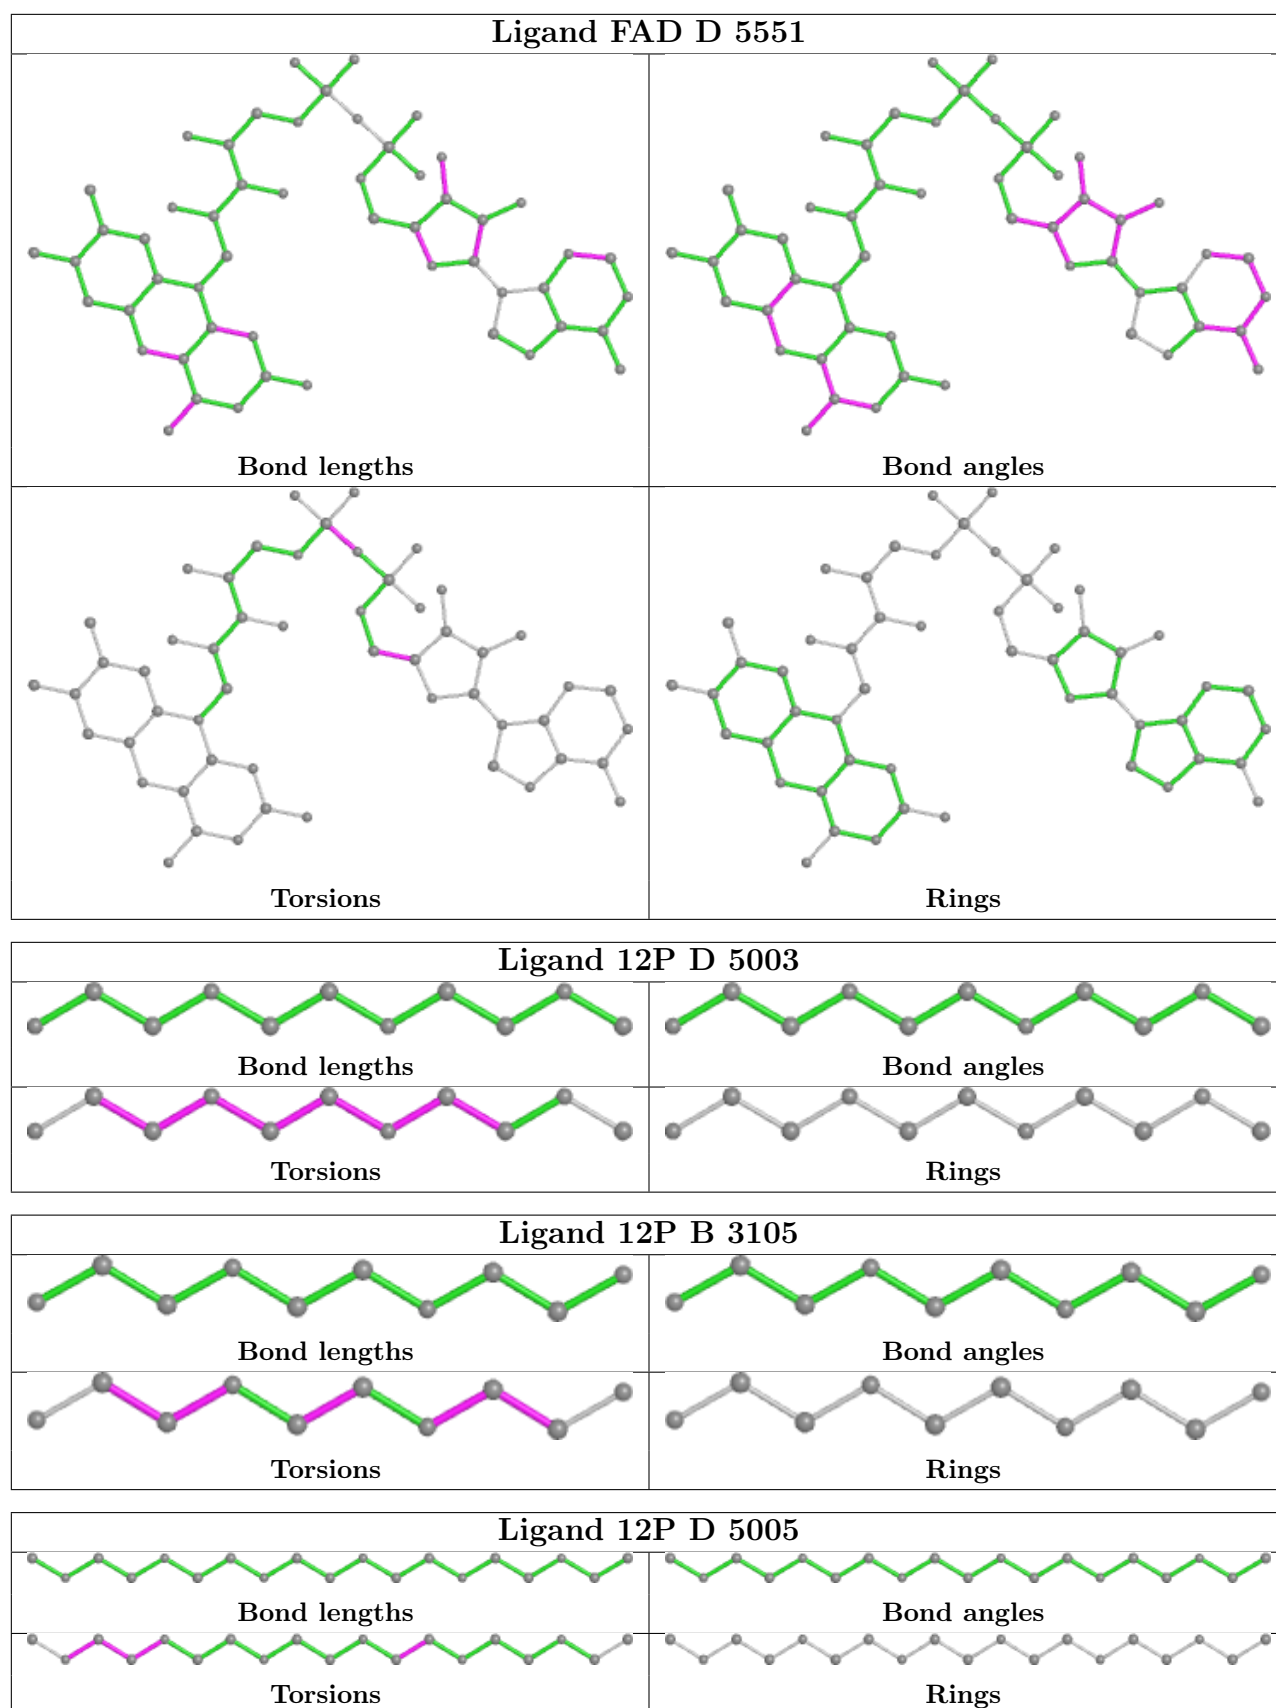 Ligand FAD D 5551
Bond lengths
Bond angles
Torsions
Rings
Ligand 12P D 5003
Bond lengths
Bond angles
Torsions
Rings
Ligand 12P B 3105
Bond lengths
Bond angles
Torsions
Rings
Ligand 12P D 5005
Bond lengths
Bond angles
Torsions
Rings